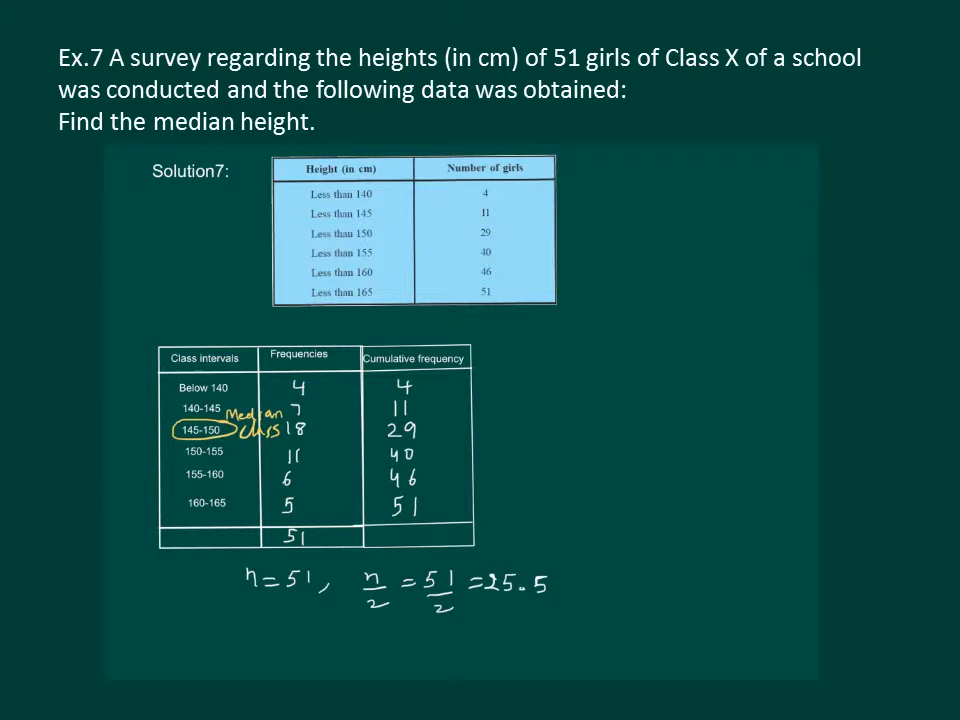 Ex.7 A survey regarding the heights (in cm) of 51 girls of Class X of a school
was conducted and the following data was obtained:
Find the median height.
Solution7:
Height (in cm) Number of girls
Less than 140 4
Less than 145 11
Less than 150 29
Less than 155 40
Less than 160 46
Less than 165 51
Class intervals Frequencies Cumulative frequency
Below 140 4 4
140-145 7 11
Median
145-150 class 18 29
150-155 11 40
155-160 6 46
160-165 5 51
51
n=51, n/2 = 51/2 =25.5